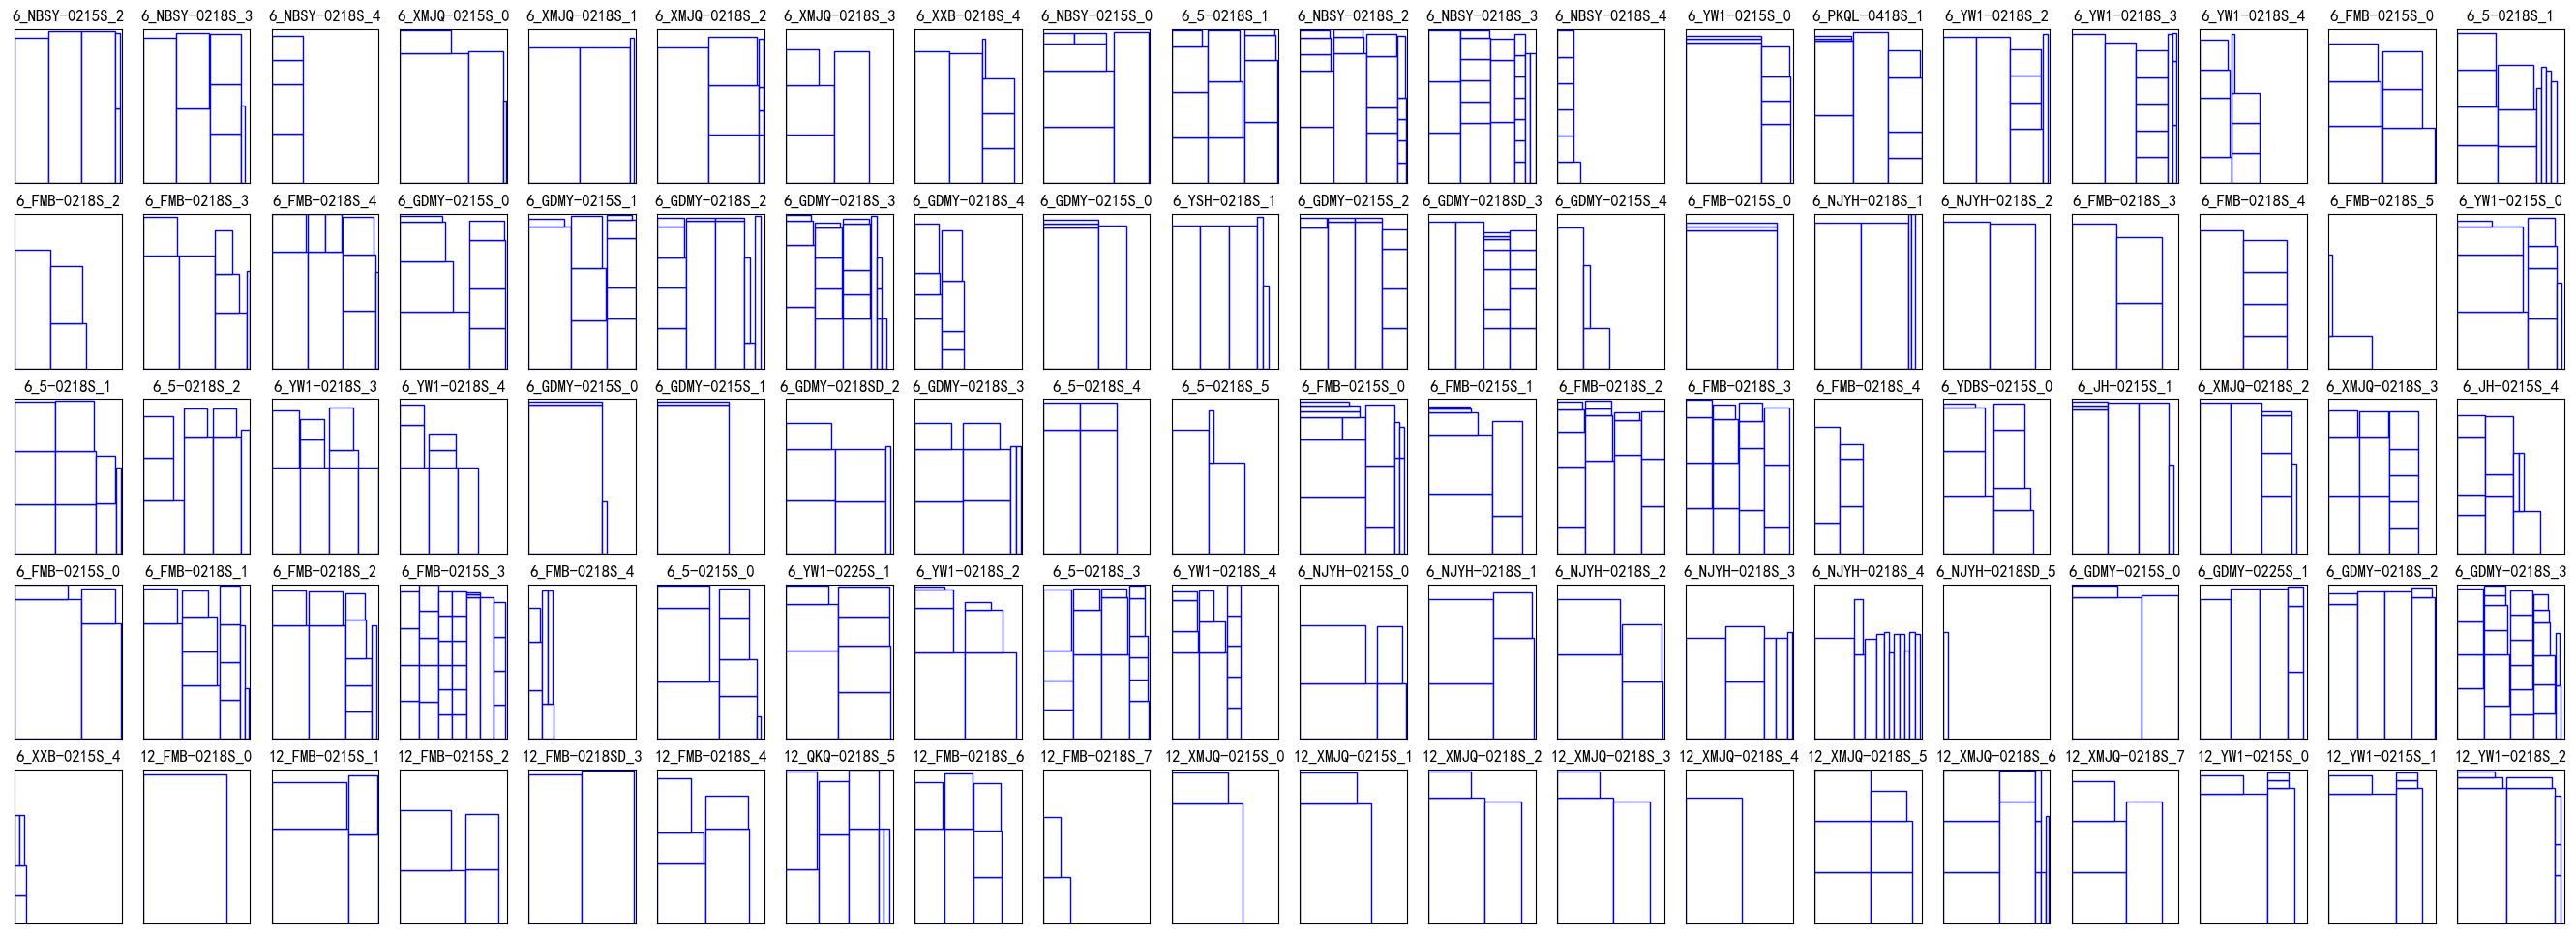 6_NBSY-0215S_2 6_NBSY-0218S_3 6_NBSY-0218S_4 6_XMJQ-0215S_0 6_XMJQ-0218S_1 6_XMJQ-0218S_2 6_XMJQ-0218S_3 6_XXB-0218S_4 6_NBSY-0215S_0 6_5-0218S_1 6_NBSY-0218S_2 6_NBSY-0218S_3 6_NBSY-0218S_4 6_YW1-0215S_0 6_PKQL-0418S_1 6_YW1-0218S_2 6_YW1-0218S_3 6_YW1-0218S_4 6_FMB-0215S_0 6_5-0218S_1
6_FMB-0218S_2 6_FMB-0218S_3 6_FMB-0218S_4 6_GDMY-0215S_0 6_GDMY-0215S_1 6_GDMY-0218S_2 6_GDMY-0218S_3 6_GDMY-0218S_4 6_GDMY-0215S_0 6_YSH-0218S_1 6_GDMY-0215S_2 6_GDMY-0218SD_3 6_GDMY-0215S_4 6_FMB-0215S_0 6_NJYH-0218S_1 6_NJYH-0218S_2 6_FMB-0218S_3 6_FMB-0218S_4 6_FMB-0218S_5 6_YW1-0215S_0
6_5-0218S_1 6_5-0218S_2 6_YW1-0218S_3 6_YW1-0218S_4 6_GDMY-0215S_0 6_GDMY-0215S_1 6_GDMY-0218SD_2 6_GDMY-0218S_3 6_5-0218S_4 6_5-0218S_5 6_FMB-0215S_0 6_FMB-0215S_1 6_FMB-0218S_2 6_FMB-0218S_3 6_FMB-0218S_4 6_YDBS-0215S_0 6_JH-0215S_1 6_XMJQ-0218S_2 6_XMJQ-0218S_3 6_JH-0215S_4
6_FMB-0215S_0 6_FMB-0218S_1 6_FMB-0218S_2 6_FMB-0215S_3 6_FMB-0218S_4 6_5-0215S_0 6_YW1-0225S_1 6_YW1-0218S_2 6_5-0218S_3 6_YW1-0218S_4 6_NJYH-0215S_0 6_NJYH-0218S_1 6_NJYH-0218S_2 6_NJYH-0218S_3 6_NJYH-0218S_4 6_NJYH-0218SD_5 6_GDMY-0215S_0 6_GDMY-0225S_1 6_GDMY-0218S_2 6_GDMY-0218S_3
6_XXB-0215S_4 12_FMB-0218S_0 12_FMB-0215S_1 12_FMB-0215S_2 12_FMB-0218SD_3 12_FMB-0218S_4 12_QKQ-0218S_5 12_FMB-0218S_6 12_FMB-0218S_7 12_XMJQ-0215S_0 12_XMJQ-0215S_1 12_XMJQ-0218S_2 12_XMJQ-0218S_3 12_XMJQ-0218S_4 12_XMJQ-0218S_5 12_XMJQ-0218S_6 12_XMJQ-0218S_7 12_YW1-0215S_0 12_YW1-0215S_1 12_YW1-0218S_2